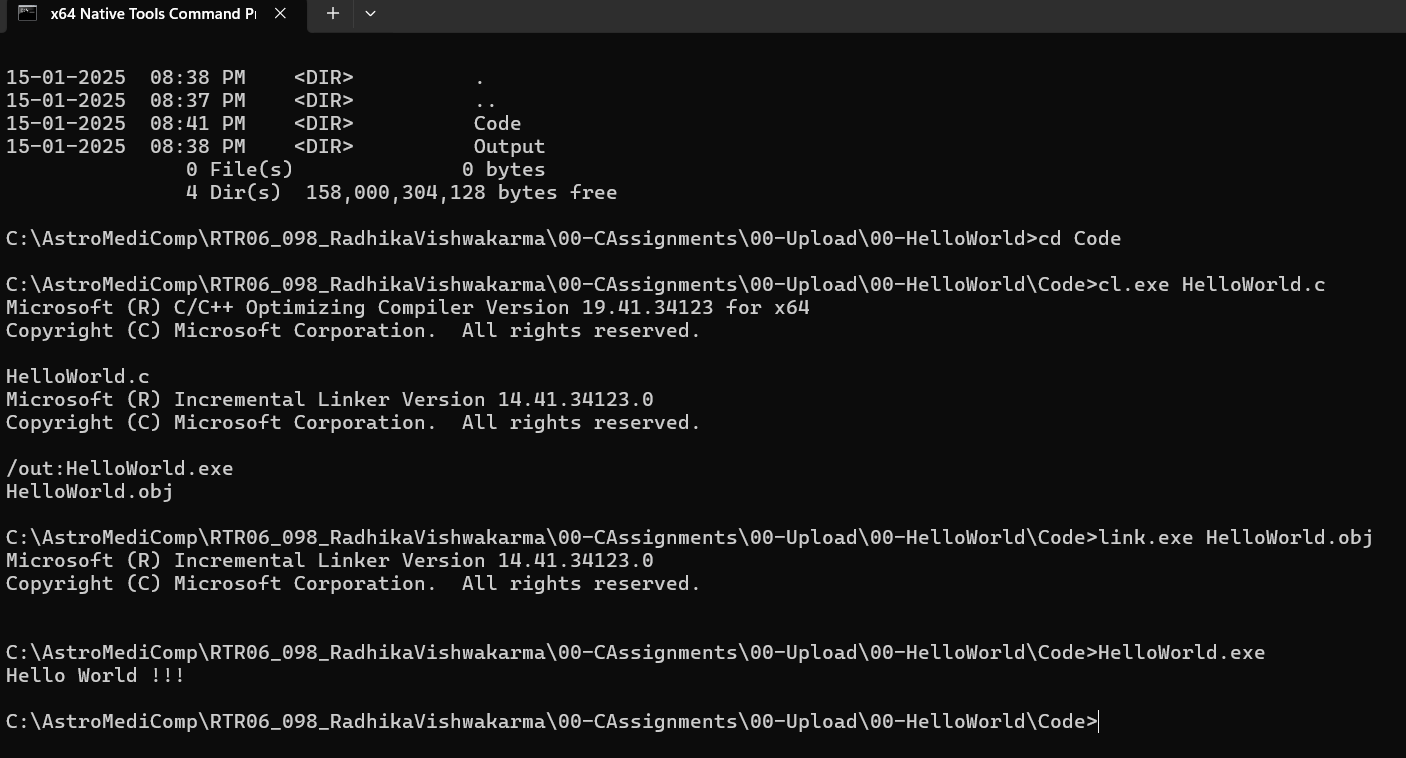 x64 Native Tools Command P
15-01-2025  08:38 PM    <DIR>          .
15-01-2025  08:37 PM    <DIR>          ..
15-01-2025  08:41 PM    <DIR>          Code
15-01-2025  08:38 PM    <DIR>          Output
               0 File(s)              0 bytes
               4 Dir(s)  158,000,304,128 bytes free
C:\AstroMediComp\RTR06_098_RadhikaVishwakarma\00-CAssignments\00-Upload\00-HelloWorld>cd Code
C:\AstroMediComp\RTR06_098_RadhikaVishwakarma\00-CAssignments\00-Upload\00-HelloWorld\Code>cl.exe HelloWorld.c
Microsoft (R) C/C++ Optimizing Compiler Version 19.41.34123 for x64
Copyright (C) Microsoft Corporation.  All rights reserved.
HelloWorld.c
Microsoft (R) Incremental Linker Version 14.41.34123.0
Copyright (C) Microsoft Corporation.  All rights reserved.
/out:HelloWorld.exe
HelloWorld.obj
C:\AstroMediComp\RTR06_098_RadhikaVishwakarma\00-CAssignments\00-Upload\00-HelloWorld\Code>link.exe HelloWorld.obj
Microsoft (R) Incremental Linker Version 14.41.34123.0
Copyright (C) Microsoft Corporation.  All rights reserved.
C:\AstroMediComp\RTR06_098_RadhikaVishwakarma\00-CAssignments\00-Upload\00-HelloWorld\Code>HelloWorld.exe
Hello World !!!
C:\AstroMediComp\RTR06_098_RadhikaVishwakarma\00-CAssignments\00-Upload\00-HelloWorld\Code>